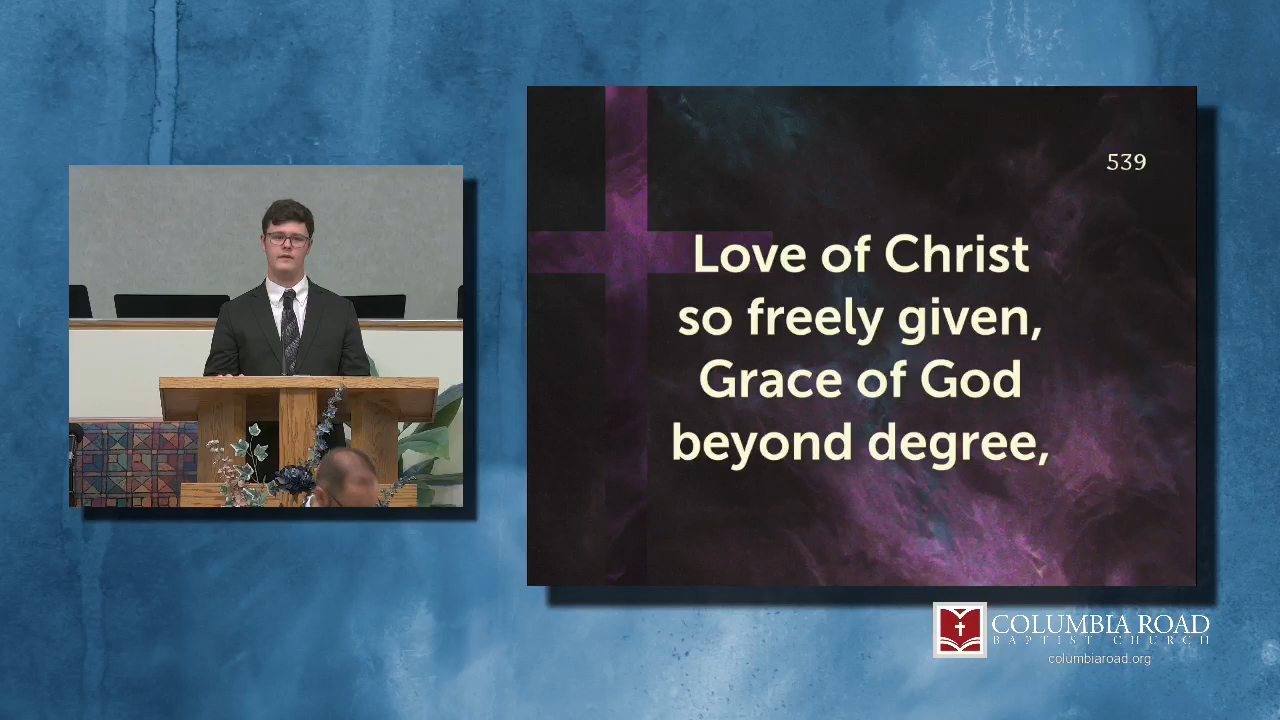 539
Love of Christ
so freely given,
Grace of God
beyond degree,
COLUMBIA ROAD
BAPTIST CHURCH
columbiaroad.org